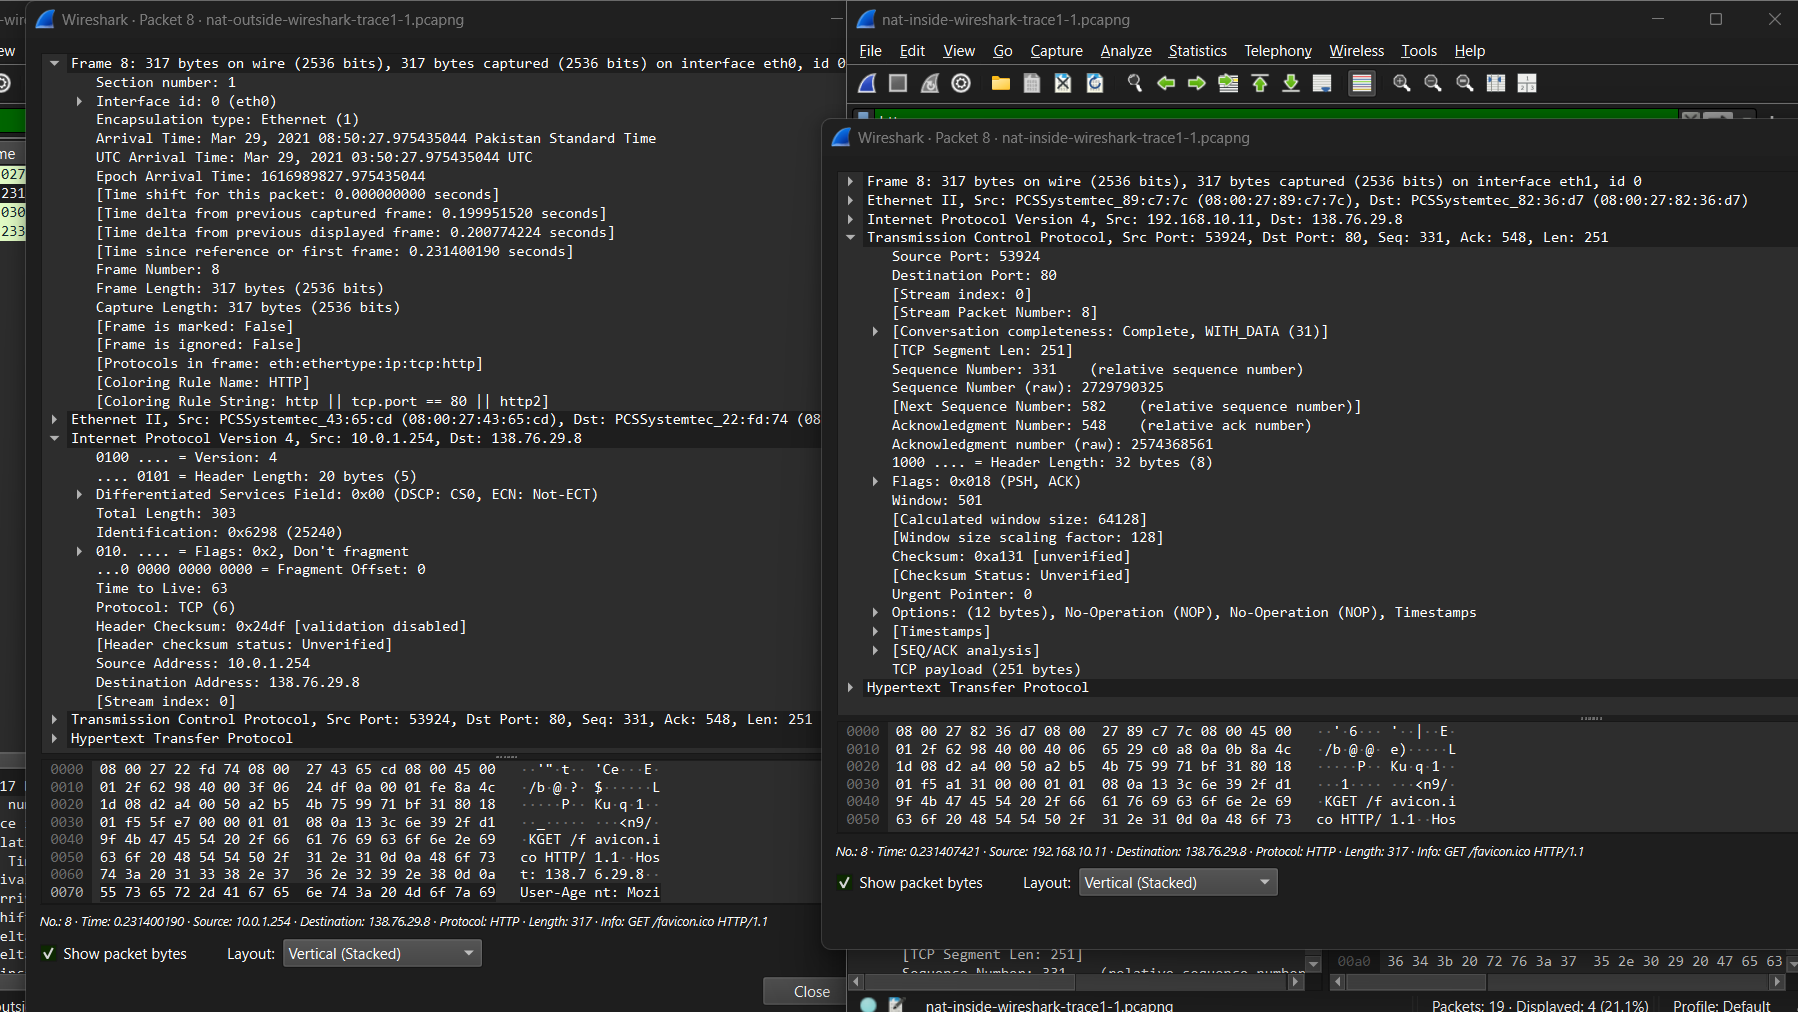 Wireshark · Packet 8 · nat-outside-wireshark-trace1-1.pcapng
Frame 8: 317 bytes on wire (2536 bits), 317 bytes captured (2536 bits) on interface eth0, id 0
Section number: 1
Interface id: 0 (eth0)
Encapsulation type: Ethernet (1)
Arrival Time: Mar 29, 2021 08:50:27.975435044 Pakistan Standard Time
UTC Arrival Time: Mar 29, 2021 03:50:27.975435044 UTC
Epoch Arrival Time: 1616989827.975435044
[Time shift for this packet: 0.000000000 seconds]
[Time delta from previous captured frame: 0.199951520 seconds]
[Time delta from previous displayed frame: 0.200774224 seconds]
[Time since reference or first frame: 0.231400190 seconds]
Frame Number: 8
Frame Length: 317 bytes (2536 bits)
Capture Length: 317 bytes (2536 bits)
[Frame is marked: False]
[Frame is ignored: False]
[Protocols in frame: eth:ethertype:ip:tcp:http]
[Coloring Rule Name: HTTP]
[Coloring Rule String: http || tcp.port == 80 || http2]
Ethernet II, Src: PCSSystemtec_43:65:cd (08:00:27:43:65:cd), Dst: PCSSystemtec_22:fd:74 (08
Internet Protocol Version 4, Src: 10.0.1.254, Dst: 138.76.29.8
0100 .... = Version: 4
.... 0101 = Header Length: 20 bytes (5)
Differentiated Services Field: 0x00 (DSCP: CS0, ECN: Not-ECT)
Total Length: 303
Identification: 0x6298 (25240)
010. .... = Flags: 0x2, Don't fragment
...0 0000 0000 0000 = Fragment Offset: 0
Time to Live: 63
Protocol: TCP (6)
Header Checksum: 0x24df [validation disabled]
[Header checksum status: Unverified]
Source Address: 10.0.1.254
Destination Address: 138.76.29.8
[Stream index: 0]
Transmission Control Protocol, Src Port: 53924, Dst Port: 80, Seq: 331, Ack: 548, Len: 251
Hypertext Transfer Protocol
0000 08 00 27 22 fd 74 08 00 27 43 65 cd 08 00 45 00 ··'"·t·· 'Ce···E·
0010 01 2f 62 98 40 00 3f 06 24 df 0a 00 01 fe 8a 4c ·/b·@·?· $······L
0020 1d 08 d2 a4 00 50 a2 b5 4b 75 99 71 bf 31 80 18 ·····P·· Ku·q·1··
0030 01 f5 5f e7 00 00 01 01 08 0a 13 3c 6e 39 2f d1 ··_····· ···<n9/·
0040 9f 4b 47 45 54 20 2f 66 61 76 69 63 6f 6e 2e 69 ·KGET /f avicon.i
0050 63 6f 20 48 54 54 50 2f 31 2e 31 0d 0a 48 6f 73 co HTTP/ 1.1··Hos
0060 74 3a 20 31 33 38 2e 37 36 2e 32 39 2e 38 0d 0a t: 138.7 6.29.8··
0070 55 73 65 72 2d 41 67 65 6e 74 3a 20 4d 6f 7a 69 User-Age nt: Mozi
No.: 8 · Time: 0.231400190 · Source: 10.0.1.254 · Destination: 138.76.29.8 · Protocol: HTTP · Length: 317 · Info: GET /favicon.ico HTTP/1.1
Show packet bytes Layout: Vertical (Stacked)
Close
nat-inside-wireshark-trace1-1.pcapng
File Edit View Go Capture Analyze Statistics Telephony Wireless Tools Help
Wireshark · Packet 8 · nat-inside-wireshark-trace1-1.pcapng
Frame 8: 317 bytes on wire (2536 bits), 317 bytes captured (2536 bits) on interface eth1, id 0
Ethernet II, Src: PCSSystemtec_89:c7:7c (08:00:27:89:c7:7c), Dst: PCSSystemtec_82:36:d7 (08:00:27:82:36:d7)
Internet Protocol Version 4, Src: 192.168.10.11, Dst: 138.76.29.8
Transmission Control Protocol, Src Port: 53924, Dst Port: 80, Seq: 331, Ack: 548, Len: 251
Source Port: 53924
Destination Port: 80
[Stream index: 0]
[Stream Packet Number: 8]
[Conversation completeness: Complete, WITH_DATA (31)]
[TCP Segment Len: 251]
Sequence Number: 331 (relative sequence number)
Sequence Number (raw): 2729790325
[Next Sequence Number: 582 (relative sequence number)]
Acknowledgment Number: 548 (relative ack number)
Acknowledgment number (raw): 2574368561
1000 .... = Header Length: 32 bytes (8)
Flags: 0x018 (PSH, ACK)
Window: 501
[Calculated window size: 64128]
[Window size scaling factor: 128]
Checksum: 0xa131 [unverified]
[Checksum Status: Unverified]
Urgent Pointer: 0
Options: (12 bytes), No-Operation (NOP), No-Operation (NOP), Timestamps
[Timestamps]
[SEQ/ACK analysis]
TCP payload (251 bytes)
Hypertext Transfer Protocol
0000 08 00 27 82 36 d7 08 00 27 89 c7 7c 08 00 45 00 ··'·6··· '··|··E·
0010 01 2f 62 98 40 00 40 06 65 29 c0 a8 0a 0b 8a 4c ·/b·@·@· e)·····L
0020 1d 08 d2 a4 00 50 a2 b5 4b 75 99 71 bf 31 80 18 ·····P·· Ku·q·1··
0030 01 f5 a1 31 00 00 01 01 08 0a 13 3c 6e 39 2f d1 ···1···· ···<n9/·
0040 9f 4b 47 45 54 20 2f 66 61 76 69 63 6f 6e 2e 69 ·KGET /f avicon.i
0050 63 6f 20 48 54 54 50 2f 31 2e 31 0d 0a 48 6f 73 co HTTP/ 1.1··Hos
No.: 8 · Time: 0.231407421 · Source: 192.168.10.11 · Destination: 138.76.29.8 · Protocol: HTTP · Length: 317 · Info: GET /favicon.ico HTTP/1.1
Show packet bytes Layout: Vertical (Stacked)
[TCP Segment Len: 251]
Sequence Number: 331 (relative sequence number
00a0 36 34 3b 20 72 76 3a 37 35 2e 30 29 20 47 65 63
nat-inside-wireshark-trace1-1.pcapng Packets: 19 · Displayed: 4 (21.1%) Profile: Default